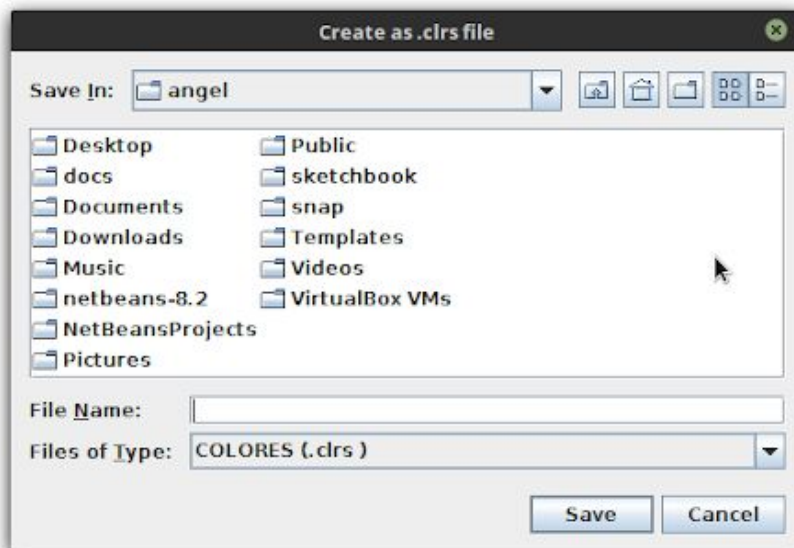 Create as .clrs file
Save In: angel
Desktop Public
docs sketchbook
Documents snap
Downloads Templates
Music Videos
netbeans-8.2 VirtualBox VMs
NetBeansProjects
Pictures
File Name:
Files of Type: COLORES (.clrs )
Save Cancel